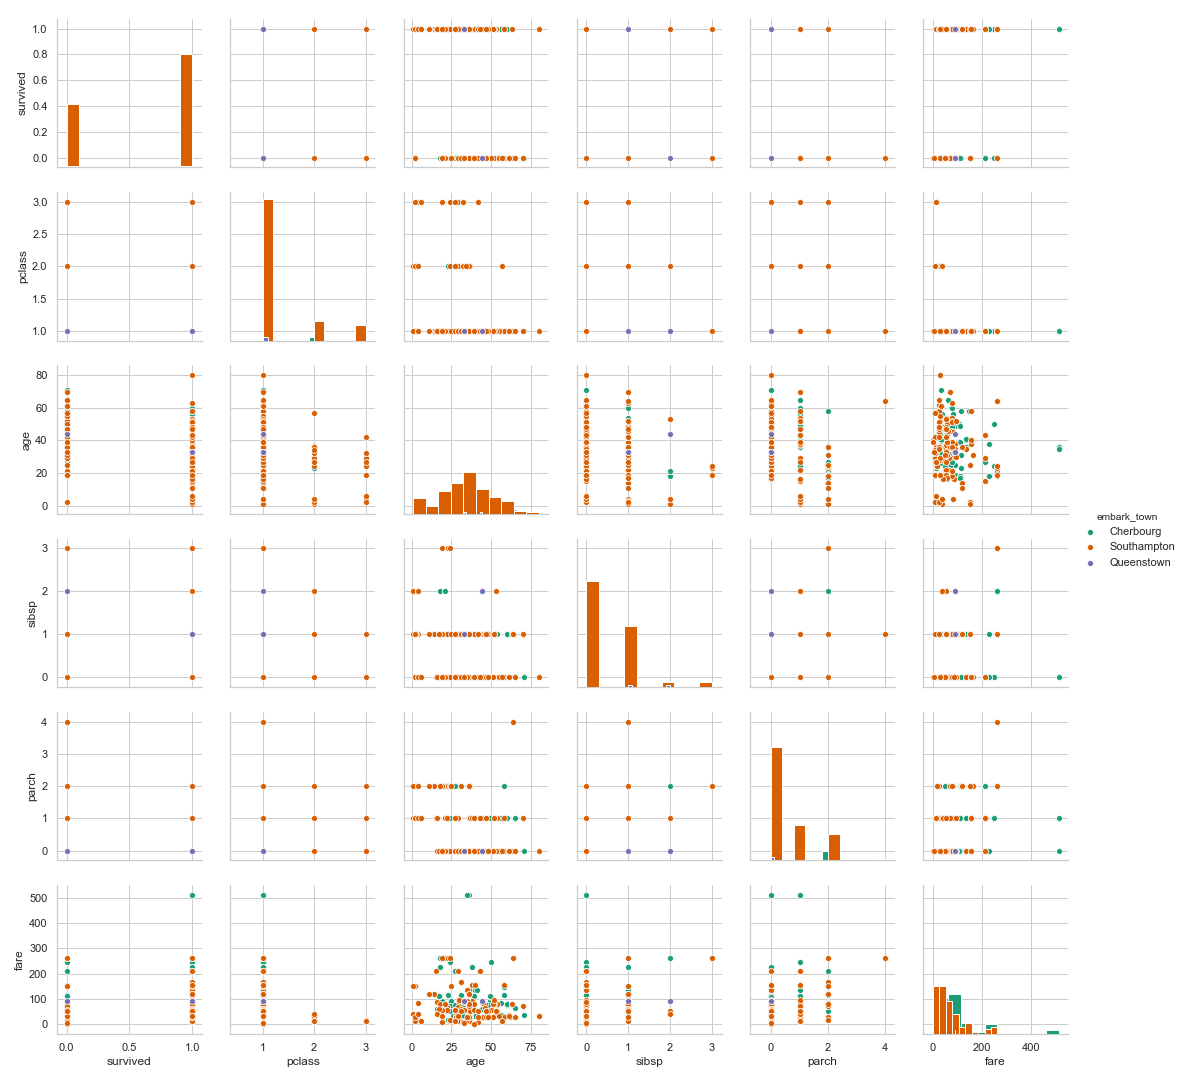 1.0
0.8
0.6
0.4
0.2
0.0
survived
3.0
2.5
2.0
1.5
1.0
pclass
80
60
40
20
0
age
embark_town
Cherbourg
Southampton
Queenstown
3
2
1
0
sibsp
4
3
2
1
0
parch
500
400
300
200
100
0
fare
0.0 0.5 1.0 1 2 3 0 25 50 75 0 1 2 3 0 2 4 0 200 400
survived pclass age sibsp parch fare